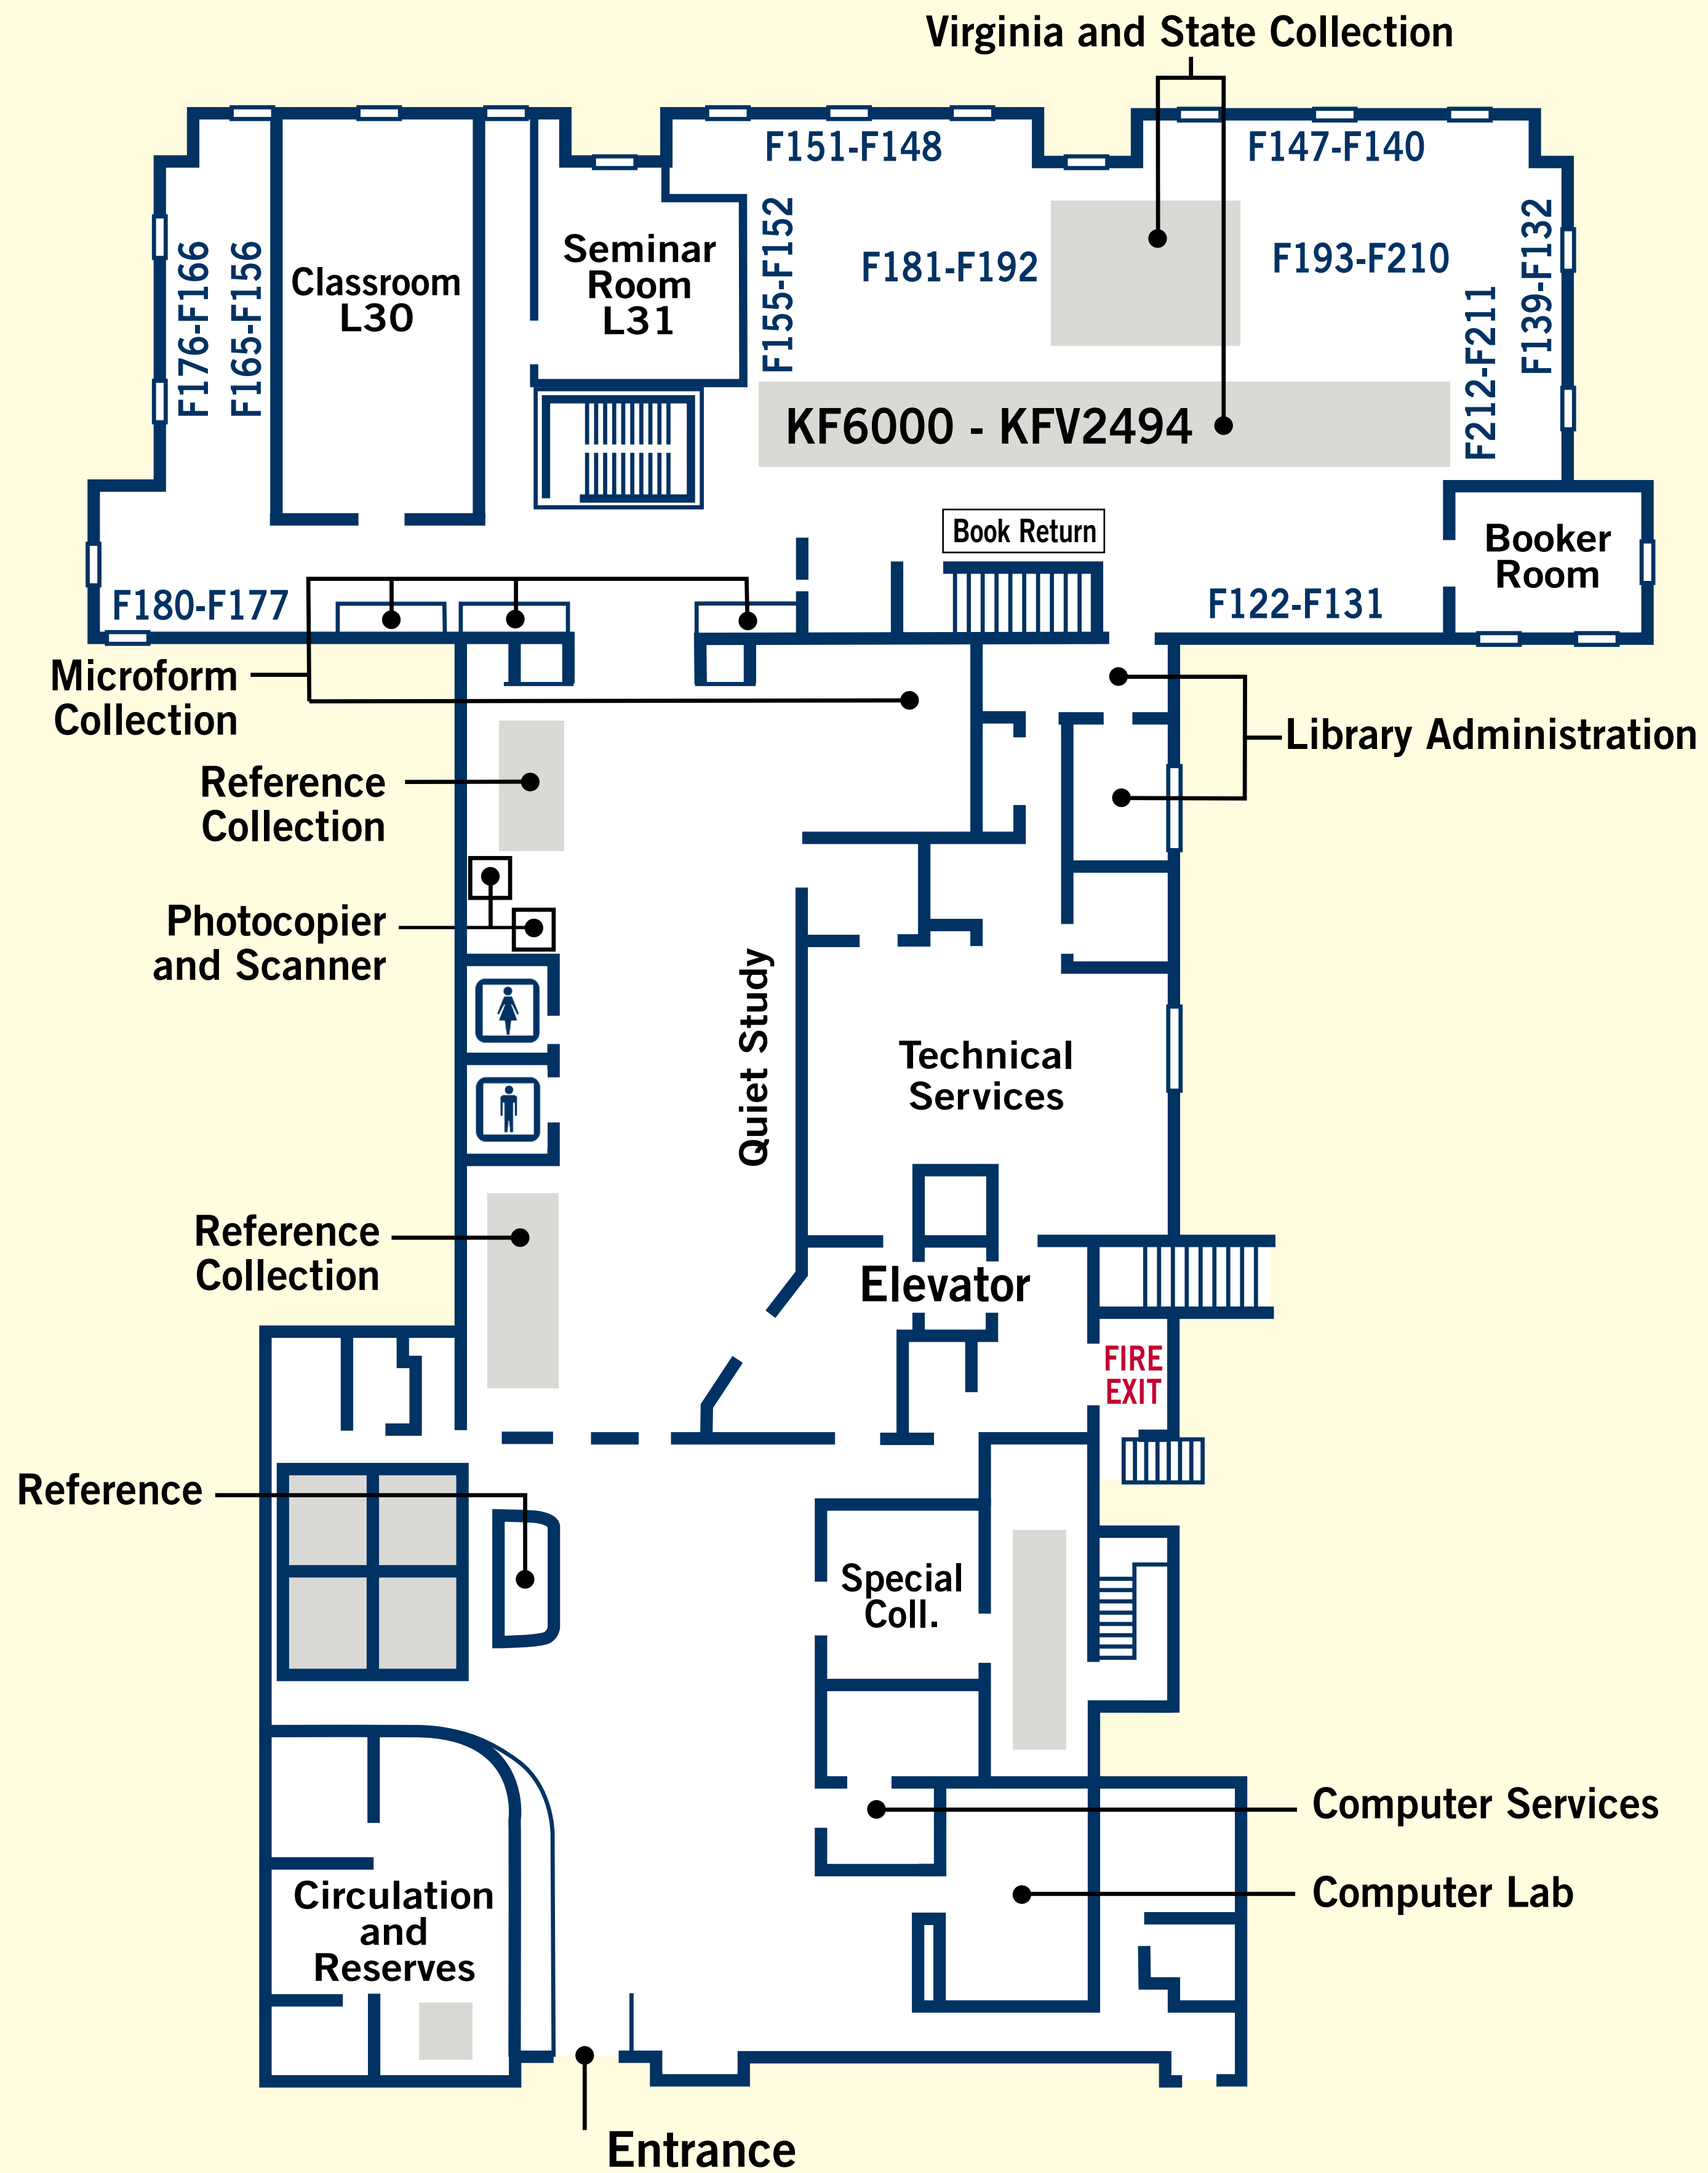 Virginia and State Collection
F151-F148
F147-F140
F176-F166
F165-F156
Classroom
L30
Seminar
Room
L31
F155-F152
F181-F192
F193-F210
F212-F211
F139-F132
KF6000 - KFV2494
Book Return
Booker
Room
F180-F177
F122-F131
Microform
Collection
Library Administration
Reference
Collection
Photocopier
and Scanner
Quiet Study
Technical
Services
Reference
Collection
Elevator
FIRE
EXIT
Reference
Special
Coll.
Computer Services
Computer Lab
Circulation
and
Reserves
Entrance